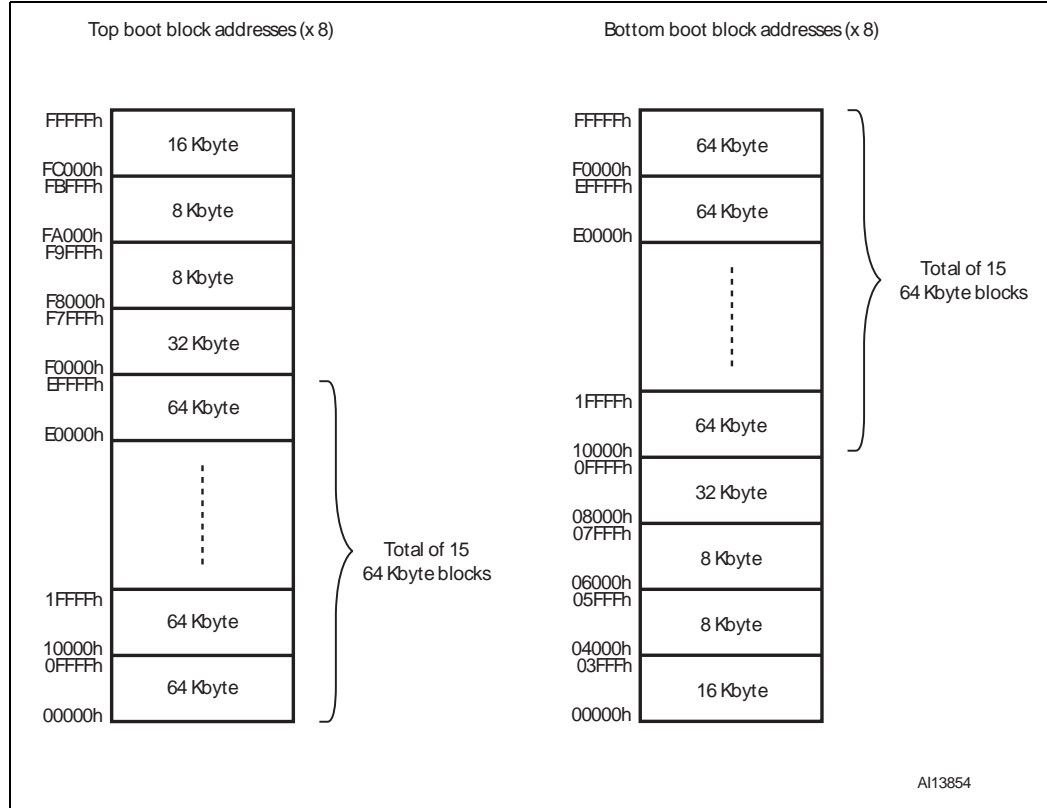 Top boot block addresses (x 8)
FFFFFh
16 Kbyte
FC000h
FBFFFh
8 Kbyte
FA000h
F9FFFh
8 Kbyte
F8000h
F7FFFh
32 Kbyte
F0000h
EFFFFh
64 Kbyte
E0000h
Total of 15
64 Kbyte blocks
1FFFFh
64 Kbyte
10000h
0FFFFh
64 Kbyte
00000h
Bottom boot block addresses (x 8)
FFFFFh
64 Kbyte
F0000h
EFFFFh
64 Kbyte
E0000h
Total of 15
64 Kbyte blocks
1FFFFh
64 Kbyte
10000h
0FFFFh
32 Kbyte
08000h
07FFFh
8 Kbyte
06000h
05FFFh
8 Kbyte
04000h
03FFFh
16 Kbyte
00000h
AI13854